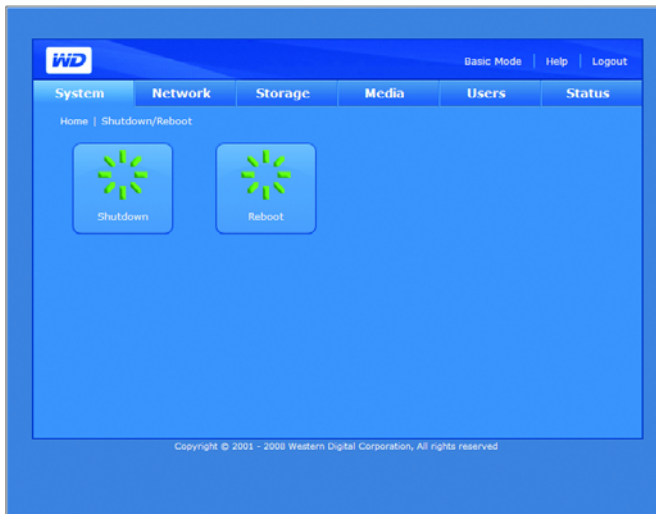 WD
Basic Mode | Help | Logout
System Network Storage Media Users Status
Home | Shutdown/Reboot
Shutdown Reboot
Copyright © 2001 - 2008 Western Digital Corporation, All rights reserved